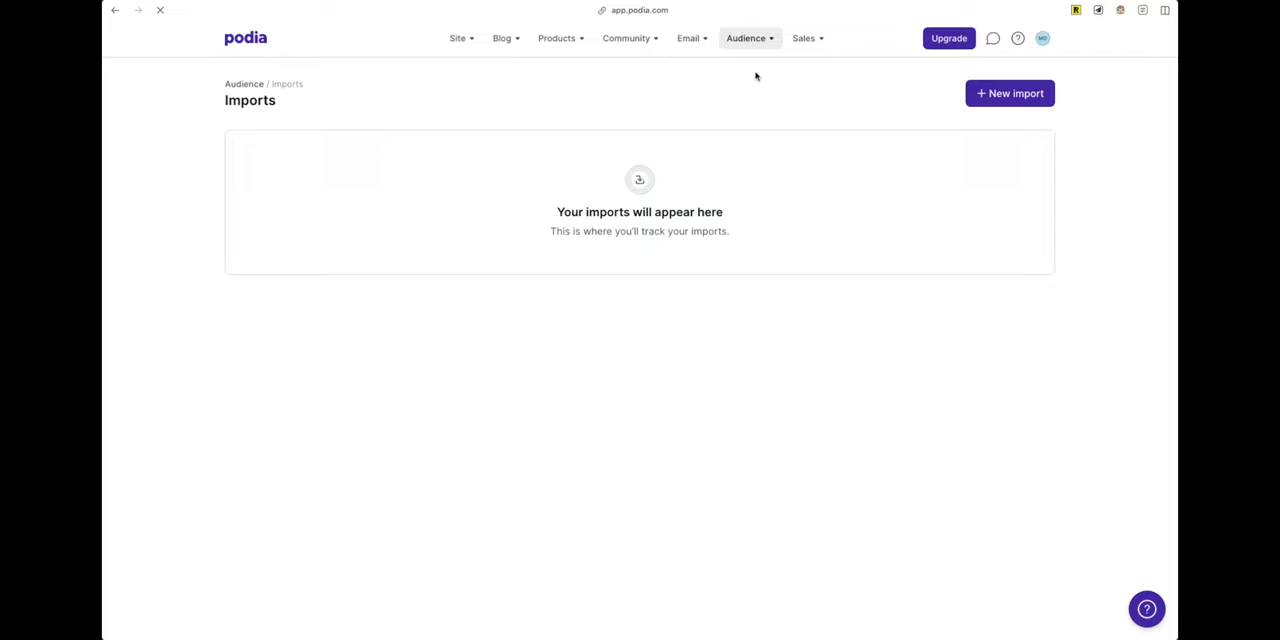 app.podia.com
R
podia
Site
Blog
Products
Community
Email
Audience
Sales
Upgrade
MD
Audience / Imports
Imports
+ New import
Your imports will appear here
This is where you'll track your imports.